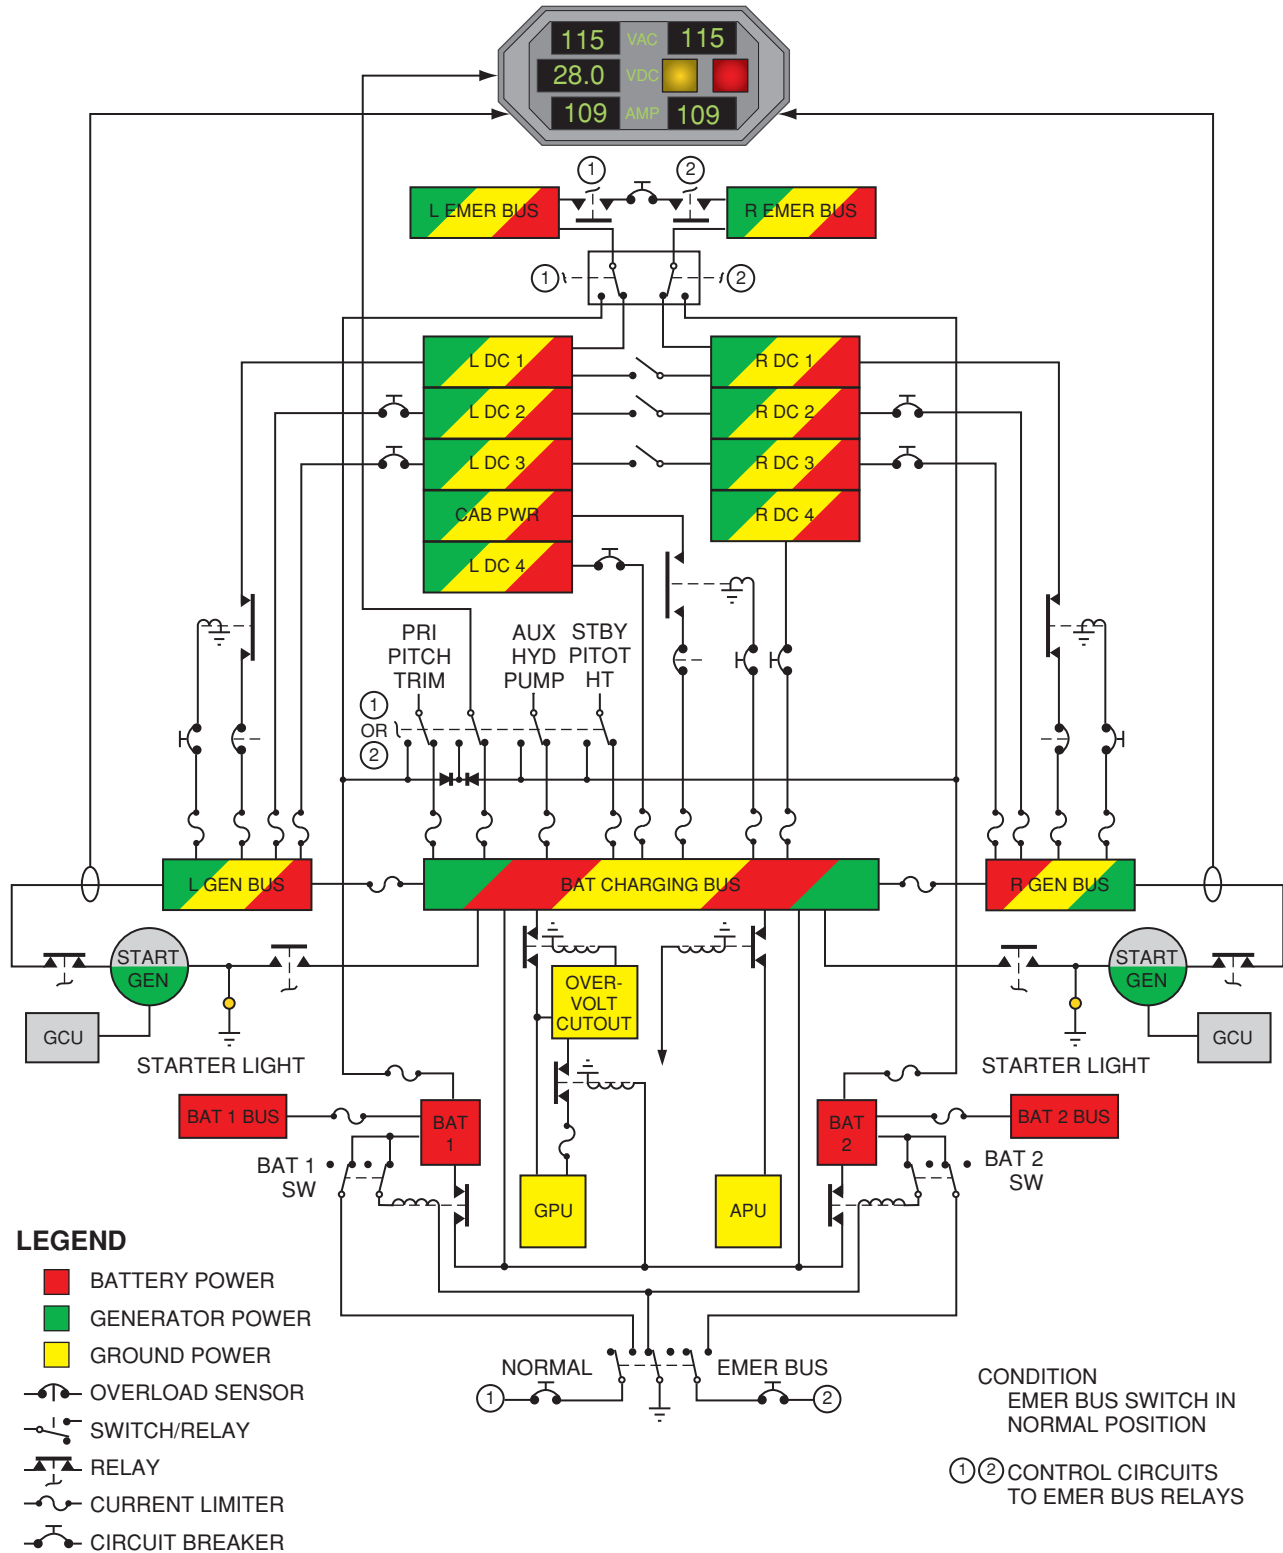 115 VAC 115
28.0 VDC
109 AMP 109
1
2
L EMER BUS
R EMER BUS
1
2
L DC 1
R DC 1
L DC 2
R DC 2
L DC 3
R DC 3
CAB PWR
R DC 4
L DC 4
PRI
PITCH
TRIM
AUX
HYD
PUMP
STBY
PITOT
HT
1
OR
2
L GEN BUS
BAT CHARGING BUS
R GEN BUS
START
GEN
START
GEN
OVER-
VOLT
CUTOUT
GCU
GCU
STARTER LIGHT
STARTER LIGHT
BAT 1 BUS
BAT
1
BAT
2
BAT 2 BUS
BAT 1
SW
BAT 2
SW
GPU
APU
LEGEND
BATTERY POWER
GENERATOR POWER
GROUND POWER
OVERLOAD SENSOR
SWITCH/RELAY
RELAY
CURRENT LIMITER
CIRCUIT BREAKER
NORMAL
EMER BUS
1
2
CONDITION
EMER BUS SWITCH IN
NORMAL POSITION
1 2 CONTROL CIRCUITS
TO EMER BUS RELAYS